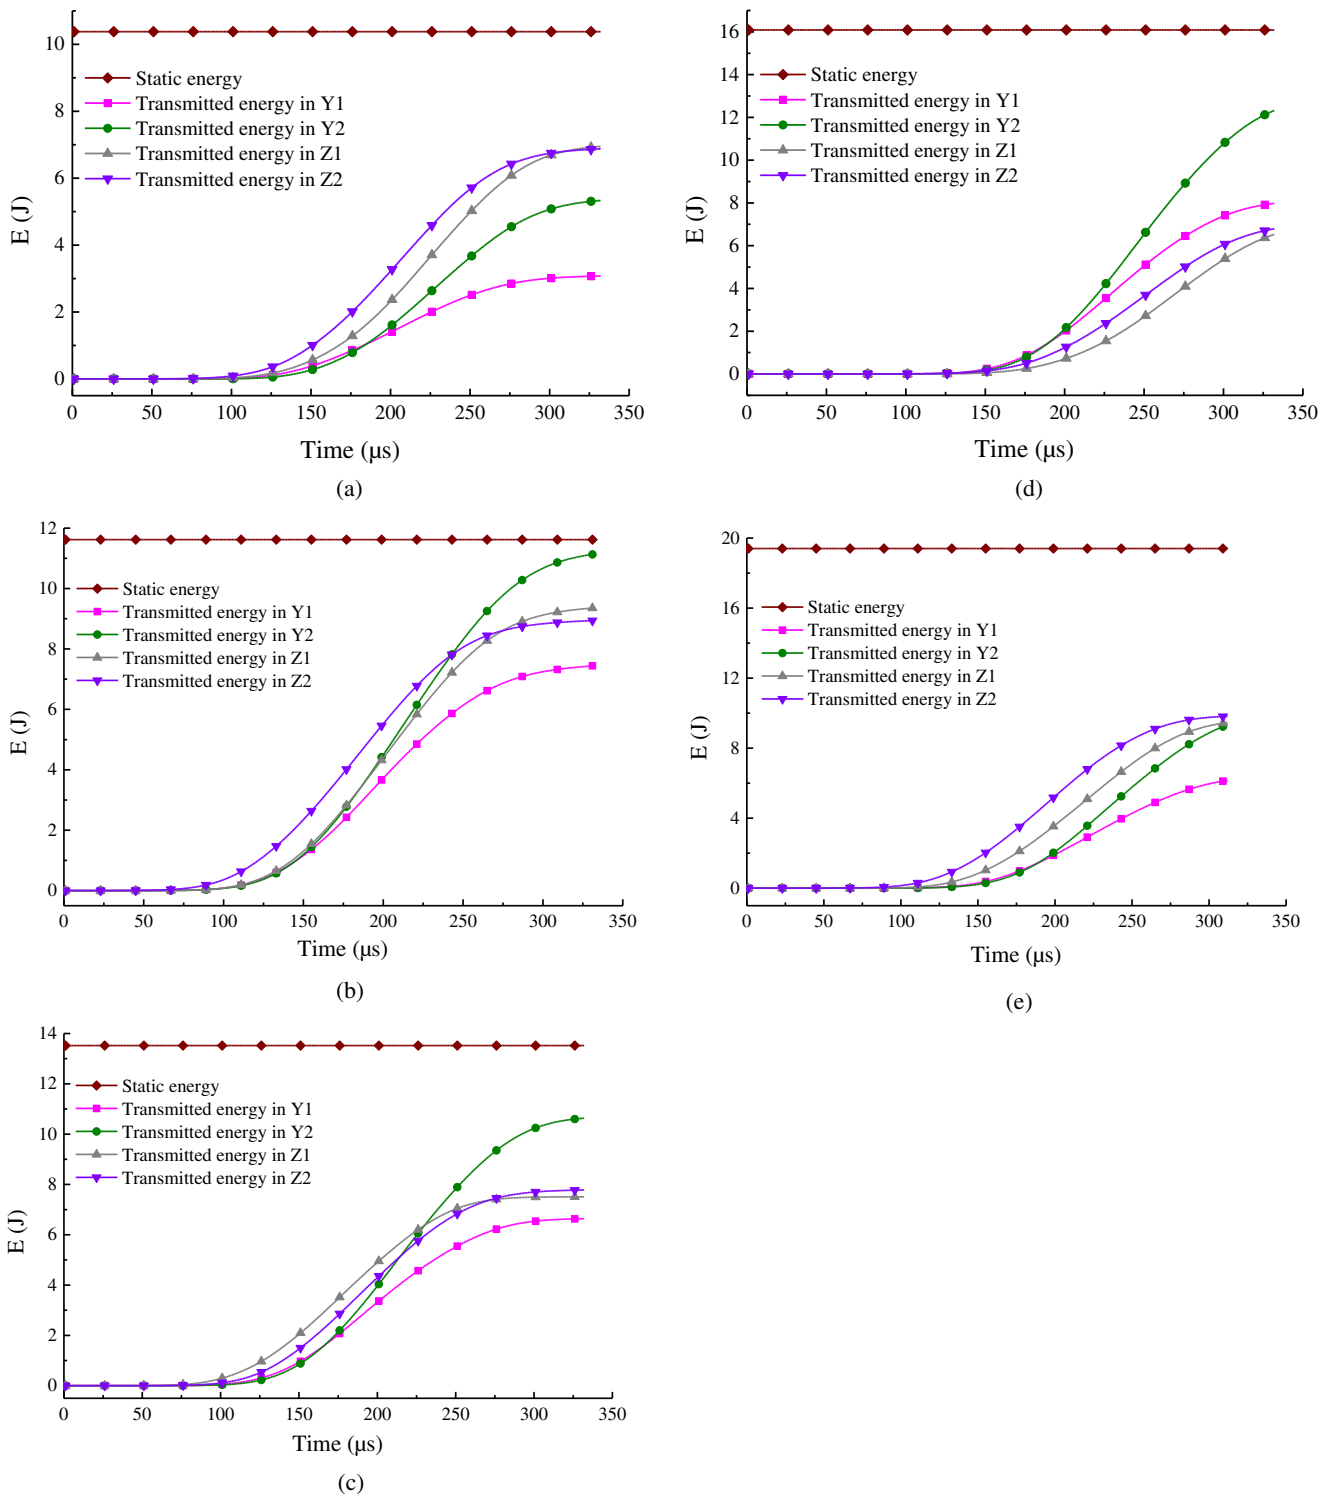 10
8
6
4
2
0
E (J)
Static energy
Transmitted energy in Y1
Transmitted energy in Y2
Transmitted energy in Z1
Transmitted energy in Z2
0 50 100 150 200 250 300 350
Time (µs)
(a)
16
14
12
10
8
6
4
2
0
E (J)
Static energy
Transmitted energy in Y1
Transmitted energy in Y2
Transmitted energy in Z1
Transmitted energy in Z2
0 50 100 150 200 250 300 350
Time (µs)
(d)
12
10
8
6
4
2
0
E (J)
Static energy
Transmitted energy in Y1
Transmitted energy in Y2
Transmitted energy in Z1
Transmitted energy in Z2
0 50 100 150 200 250 300 350
Time (µs)
(b)
20
16
12
8
4
0
E (J)
Static energy
Transmitted energy in Y1
Transmitted energy in Y2
Transmitted energy in Z1
Transmitted energy in Z2
0 50 100 150 200 250 300 350
Time (µs)
(e)
14
12
10
8
6
4
2
0
E (J)
Static energy
Transmitted energy in Y1
Transmitted energy in Y2
Transmitted energy in Z1
Transmitted energy in Z2
0 50 100 150 200 250 300 350
Time (µs)
(c)